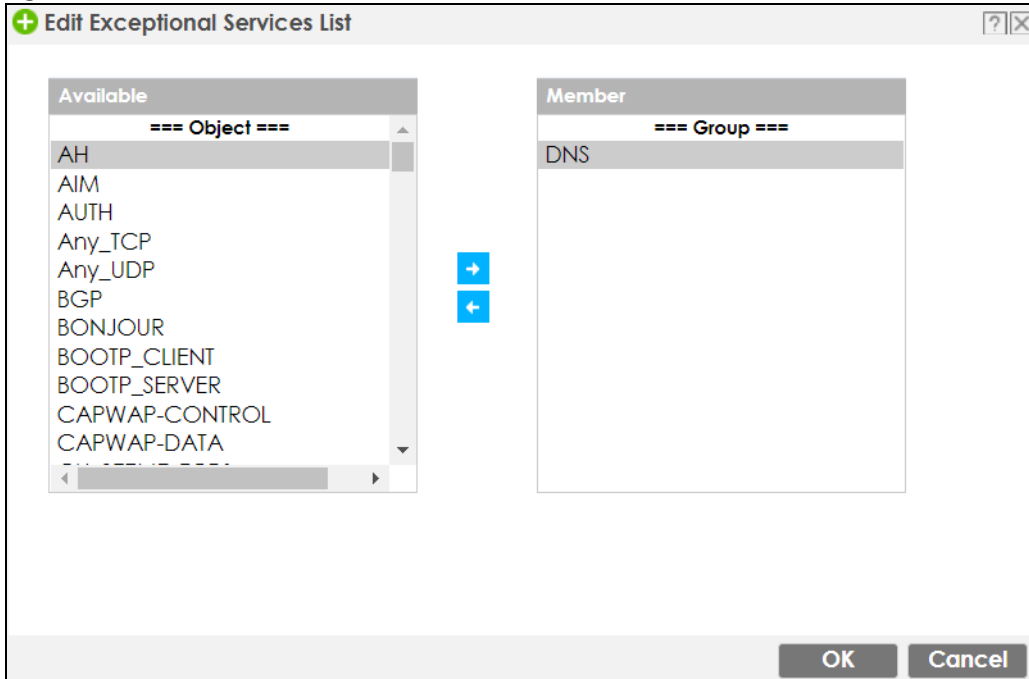 Edit Exceptional Services List
?
Available
=== Object ===
AH
AIM
AUTH
Any_TCP
Any_UDP
BGP
BONJOUR
BOOTP_CLIENT
BOOTP_SERVER
CAPWAP-CONTROL
CAPWAP-DATA
Member
=== Group ===
DNS
OK
Cancel